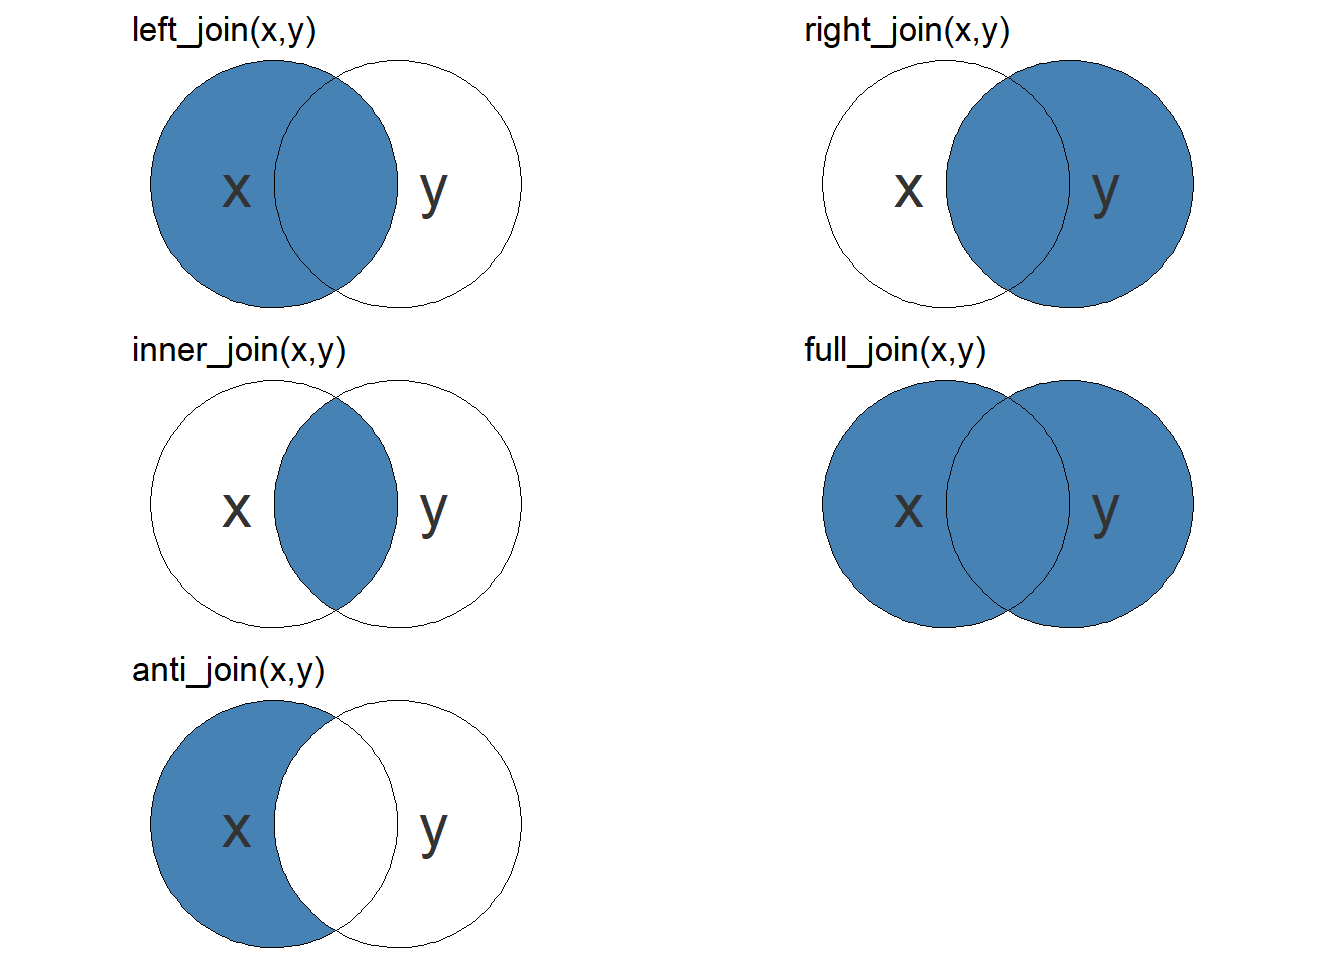 left_join(x,y)
x y
right_join(x,y)
x y
inner_join(x,y)
x y
full_join(x,y)
x y
anti_join(x,y)
x y